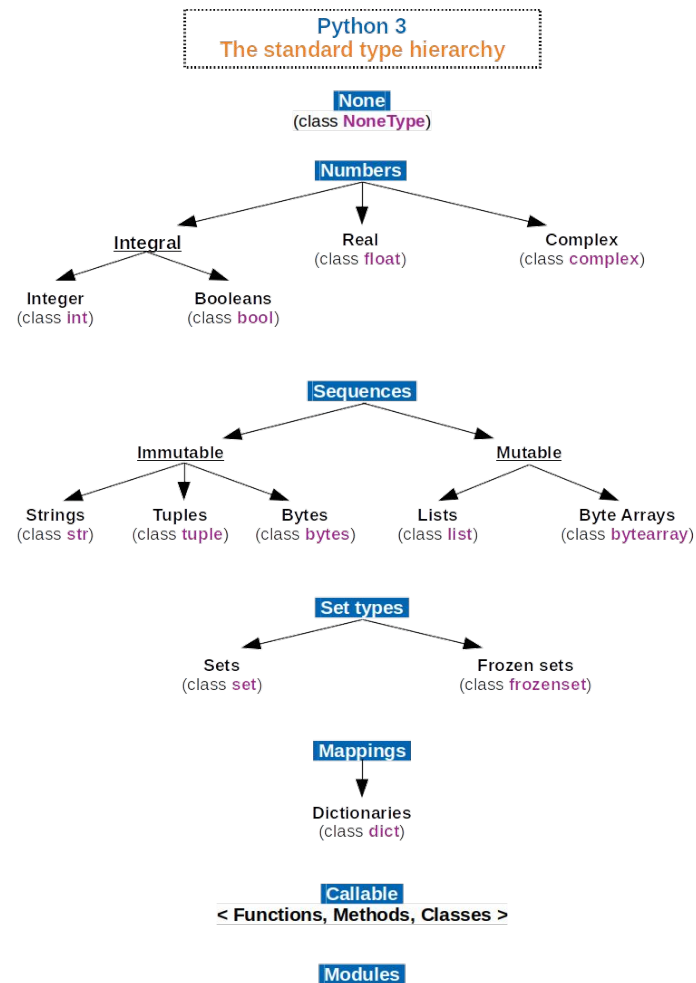 Python 3
The standard type hierarchy
None
(class NoneType)
Numbers
Integral
Real
(class float)
Complex
(class complex)
Integer
(class int)
Booleans
(class bool)
Sequences
Immutable
Mutable
Strings
(class str)
Tuples
(class tuple)
Bytes
(class bytes)
Lists
(class list)
Byte Arrays
(class bytearray)
Set types
Sets
(class set)
Frozen sets
(class frozenset)
Mappings
Dictionaries
(class dict)
Callable
< Functions, Methods, Classes >
Modules